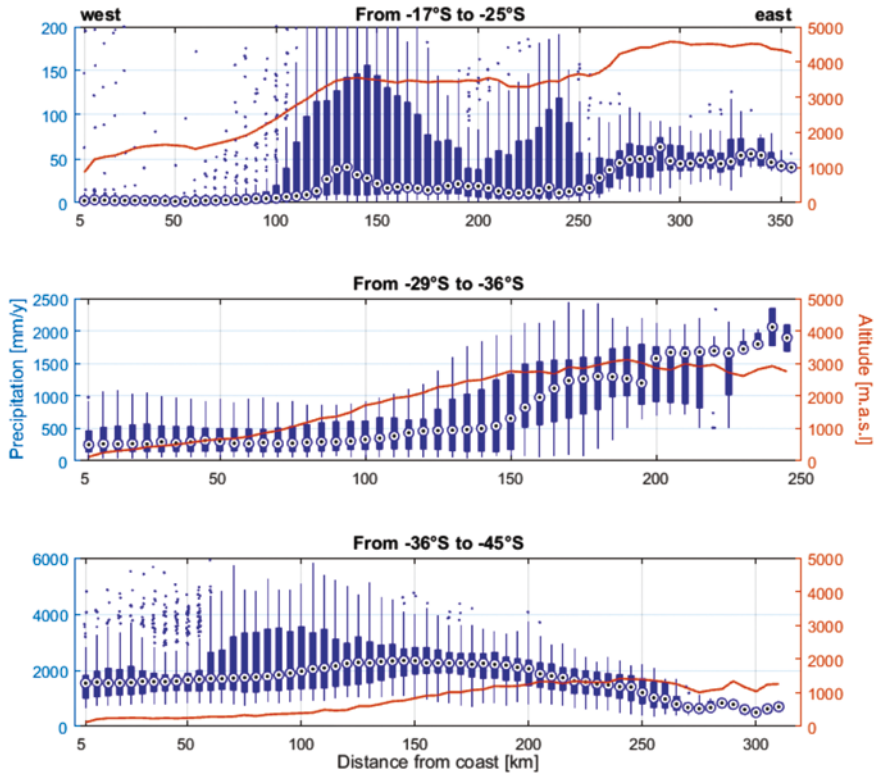 west From -17°S to -25°S east
200 5000
150 4000
100 3000
2000
50 1000
0 0
5 50 100 150 200 250 300 350
From -29°S to -36°S
2500 5000
2000 4000
1500 3000
1000 2000
500 1000
0 0
5 50 100 150 200 250
Precipitation [mm/y]
Altitude [m.a.s.l]
From -36°S to -45°S
6000 5000
4000 4000
3000
2000 2000
1000
0 0
5 50 100 150 200 250 300
Distance from coast [km]